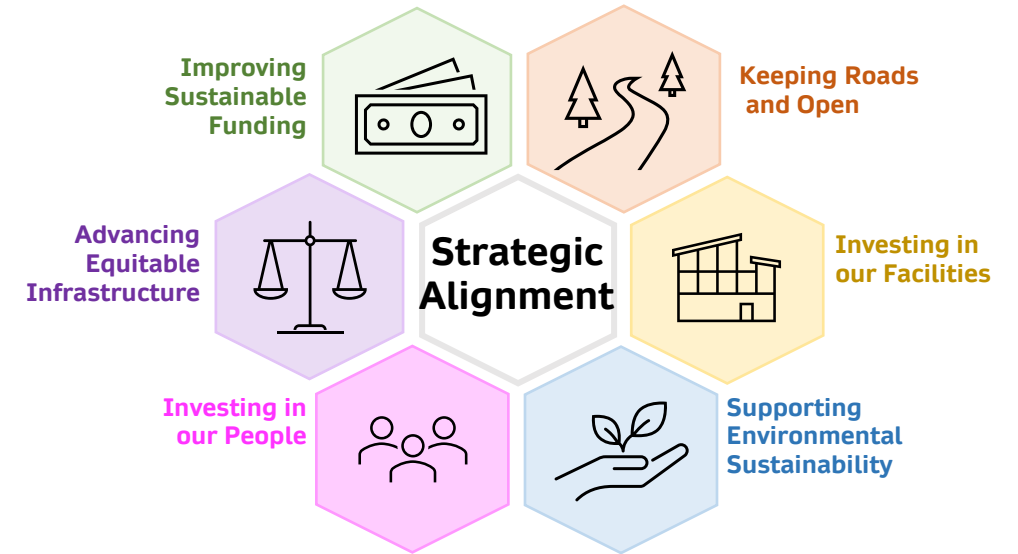 Improving
Sustainable
Funding
Keeping Roads
and Open
Advancing
Equitable
Infrastructure
Strategic
Alignment
Investing in
our Facilities
Investing in
our People
Supporting
Environmental
Sustainability